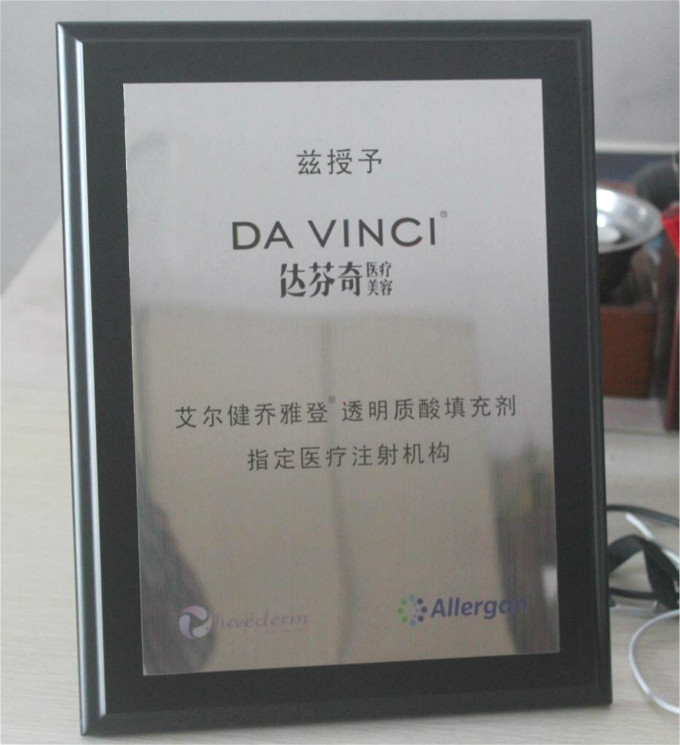 兹授予
DA VINCI®
达芬奇医疗美容
艾尔健乔雅登®透明质酸填充剂
指定医疗注射机构
Juvéderm
Allergan